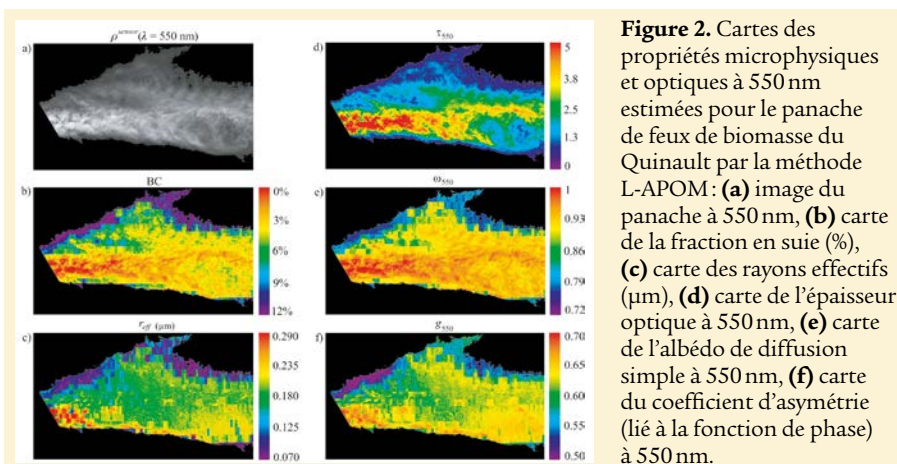 a)
ρ^sensor(λ = 550 nm)
d)
τ550
5
3.8
2.5
1.3
0
b)
BC
0%
3%
6%
9%
12%
e)
ω550
1
0.93
0.86
0.79
0.72
c)
reff (μm)
0.290
0.235
0.180
0.125
0.070
f)
g550
0.70
0.65
0.60
0.55
0.50
Figure 2. Cartes des
propriétés microphysiques
et optiques à 550 nm
estimées pour le panache
de feux de biomasse du
Quinault par la méthode
L-APOM : (a) image du
panache à 550 nm, (b) carte
de la fraction en suie (%),
(c) carte des rayons effectifs
(μm), (d) carte de l'épaisseur
optique à 550 nm, (e) carte
de l'albédo de diffusion
simple à 550 nm, (f) carte
du coefficient d'asymétrie
(lié à la fonction de phase)
à 550 nm.